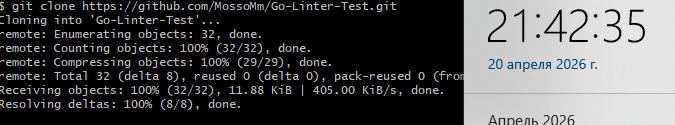 $ git clone https://github.com/MossoMm/Go-Linter-Test.git
Cloning into 'Go-Linter-Test'...
remote: Enumerating objects: 32, done.
remote: Counting objects: 100% (32/32), done.
remote: Compressing objects: 100% (29/29), done.
remote: Total 32 (delta 8), reused 0 (delta 0), pack-reused 0 (from
Receiving objects: 100% (32/32), 11.88 KiB | 405.00 KiB/s, done.
Resolving deltas: 100% (8/8), done.
21:42:35
20 апреля 2026 г.
Апрель 2026